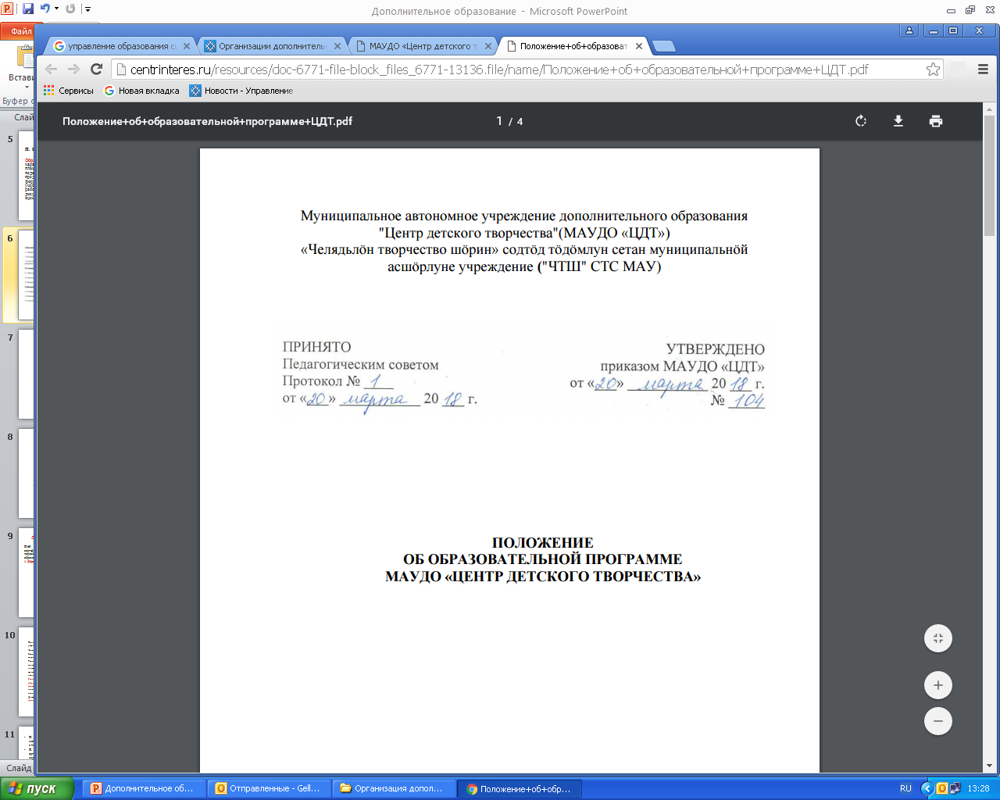 Дополнительное образование - Microsoft PowerPoint
Файл
управление образования с
Организации дополнитель
МАУДО «Центр детского т
Положение+об+образоват
centrinteres.ru/resources/doc-6771-file-block_files_6771-13136.file/name/Положение+об+образовательной+программе+ЦДТ.pdf
Встави
Сервисы
Новая вкладка
Новости - Управление
Буфер о
Слай
Положение+об+образовательной+программе+ЦДТ.pdf
1 / 4
5
6
7
8
9
10
11
Муниципальное автономное учреждение дополнительного образования
"Центр детского творчества"(МАУДО «ЦДТ»)
«Челядьлӧн творчество шӧрин» содтӧд тӧдӧмлун сетан муниципальнӧй
асшӧрлуне учреждение ("ЧТШ" СТС МАУ)
ПРИНЯТО
Педагогическим советом
Протокол № 1
от «20» марта 20 18 г.
УТВЕРЖДЕНО
приказом МАУДО «ЦДТ»
от «20» марта 20 18 г.
№ 104
ПОЛОЖЕНИЕ
ОБ ОБРАЗОВАТЕЛЬНОЙ ПРОГРАММЕ
МАУДО «ЦЕНТР ДЕТСКОГО ТВОРЧЕСТВА»
Слайд
пуск
Дополнительное об...
Отправленные - Gell...
Организация допол...
Положение+об+обр...
RU
13:28